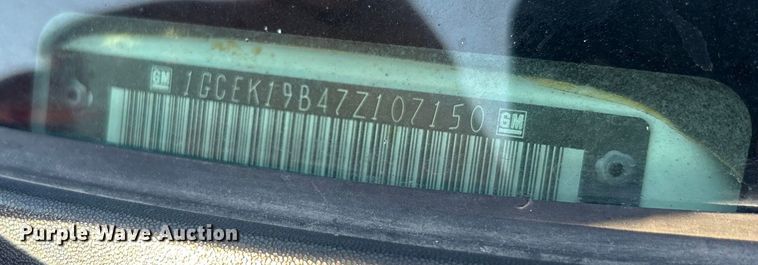 GM 1GCEK19B47Z107150 GM
Purple Wave Auction